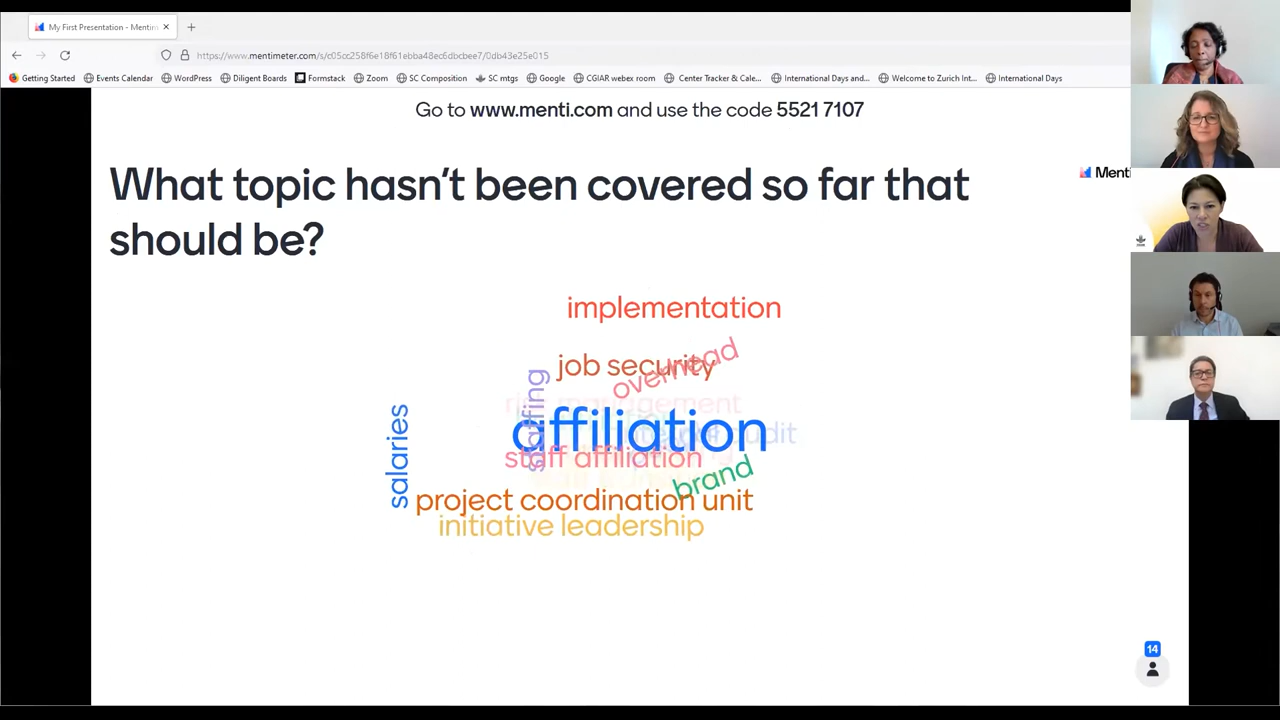 My First Presentation - Mentim
https://www.mentimeter.com/s/c05cc258f6e18f61ebba48ec6dbcbee7/0db43e25e015
Getting Started Events Calendar WordPress Diligent Boards Formstack Zoom SC Composition SC mtgs Google CGIAR webex room Center Tracker & Cale... International Days and... Welcome to Zurich Int... International Days
Go to www.menti.com and use the code 5521 7107
Menti
What topic hasn't been covered so far that
should be?
implementation
job security
overhead
staffing
salaries
management
affiliation
audit
staff affiliation
brand
project coordination unit
initiative leadership
14